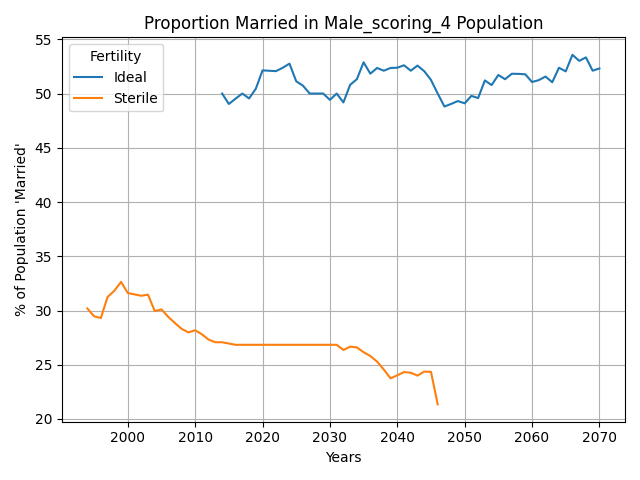 Proportion Married in Male_scoring_4 Population
55
50
45
40
35
30
25
20
% of Population 'Married'
Fertility
Ideal
Sterile
2000 2010 2020 2030 2040 2050 2060 2070
Years